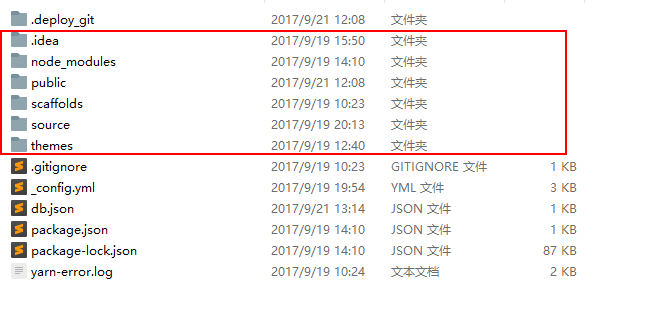 .deploy_git 2017/9/21 12:08 文件夹
.idea 2017/9/19 15:50 文件夹
node_modules 2017/9/19 14:10 文件夹
public 2017/9/21 12:08 文件夹
scaffolds 2017/9/19 10:23 文件夹
source 2017/9/19 20:13 文件夹
themes 2017/9/19 12:40 文件夹
.gitignore 2017/9/19 10:23 GITIGNORE 文件 1 KB
_config.yml 2017/9/19 19:54 YML 文件 3 KB
db.json 2017/9/21 13:14 JSON 文件 1 KB
package.json 2017/9/19 14:10 JSON 文件 1 KB
package-lock.json 2017/9/19 14:10 JSON 文件 87 KB
yarn-error.log 2017/9/19 10:24 文本文档 2 KB